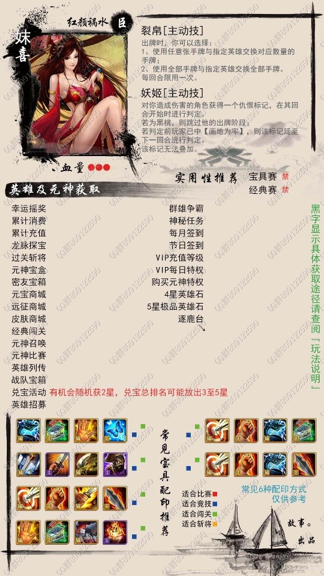 妹喜
红颜祸水 臣
裂帛[主动技]
出牌时，你可以选择：
1、使用任意张手牌与指定英雄交换对应数量的
手牌；
2、使用全部手牌与指定英雄交换全部手牌。
每回合限用一次。
妖姬[主动技]
对你造成伤害的角色获得一个仇恨标记，在其回
合开始时进行判定。
若为黑桃，则跳过他的出牌阶段；
若判定前玩家已中【画地为牢】，则该标记延至
下一回合进行判定。
该标记无法叠加。
血量
实用性推荐 宝具赛 禁
经典赛 禁
英雄及元神获取
幸运摇奖
累计消费
累计充值
龙脉探宝
过关斩将
元神宝盒
密友宝箱
元宝商城
远征商城
皮肤商城
经典闯关
元神召唤
元神比赛
英雄列传
战队宝箱
兑宝活动 有机会随机获2星，兑宝总排名可能放出3至5星
英雄招募
群雄争霸
神秘任务
每月签到
节日签到
VIP充值等级
VIP每日特权
购买元神特权
4星英雄石
5星极品英雄石
逐鹿台
黑字显示具体获取途径请查阅『玩法说明』
常见宝具配印推荐
适合比赛
适合竞技
适合闯关
适合斩将
常见6种配印方式
仅供参考
故事。
出品